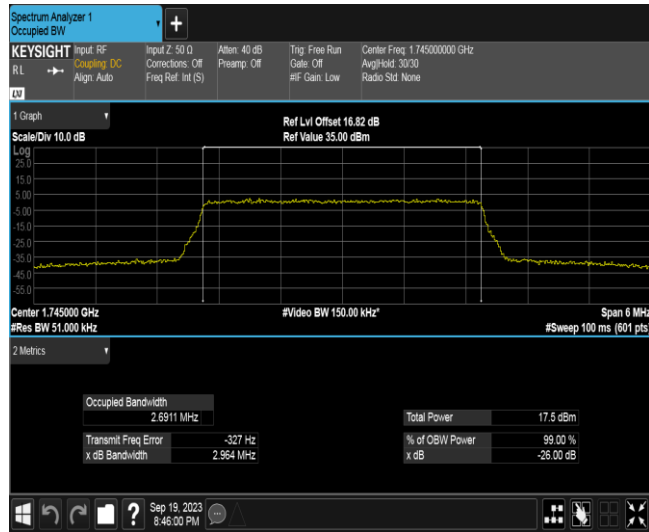 Spectrum Analyzer 1
Occupied BW
KEYSIGHT
RL
LXI
Input: RF
Coupling: DC
Align: Auto
Input Z: 50 Ω
Corrections: Off
Freq Ref: Int (S)
Atten: 40 dB
Preamp: Off
Trig: Free Run
Gate: Off
#IF Gain: Low
Center Freq: 1.745000000 GHz
Avg|Hold: 30/30
Radio Std: None
1 Graph
Scale/Div 10.0 dB
Ref Lvl Offset 16.82 dB
Ref Value 35.00 dBm
Log
25.0
15.0
5.00
-5.00
-15.0
-25.0
-35.0
-45.0
-55.0
Center 1.745000 GHz
#Res BW 51.000 kHz
#Video BW 150.00 kHz*
Span 6 MHz
#Sweep 100 ms (601 pts)
2 Metrics
Occupied Bandwidth
2.6911 MHz
Total Power 17.5 dBm
Transmit Freq Error -327 Hz
% of OBW Power 99.00 %
x dB Bandwidth 2.964 MHz
x dB -26.00 dB
?
Sep 19, 2023
8:46:00 PM